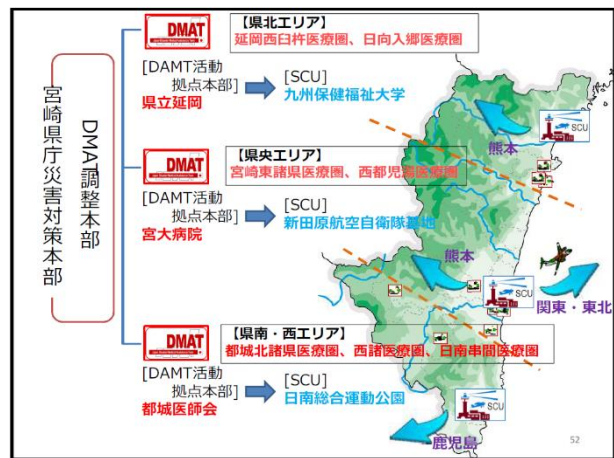 宮崎県庁災害対策本部
DMAT調整本部
DMAT
【県北エリア】
延岡西臼杵医療圏、日向入郷医療圏
[DAMT活動
拠点本部]
県立延岡
[SCU]
九州保健福祉大学
DMAT
【県央エリア】
宮崎東諸県医療圏、西都児湯医療圏
[DAMT活動
拠点本部]
宮大病院
[SCU]
新田原航空自衛隊基地
DMAT
【県南・西エリア】
都城北諸県医療圏、西諸医療圏、日南串間医療圏
[DAMT活動
拠点本部]
都城医師会
[SCU]
日南総合運動公園
SCU
熊本
熊本
SCU
関東・東北
SCU
鹿児島
52